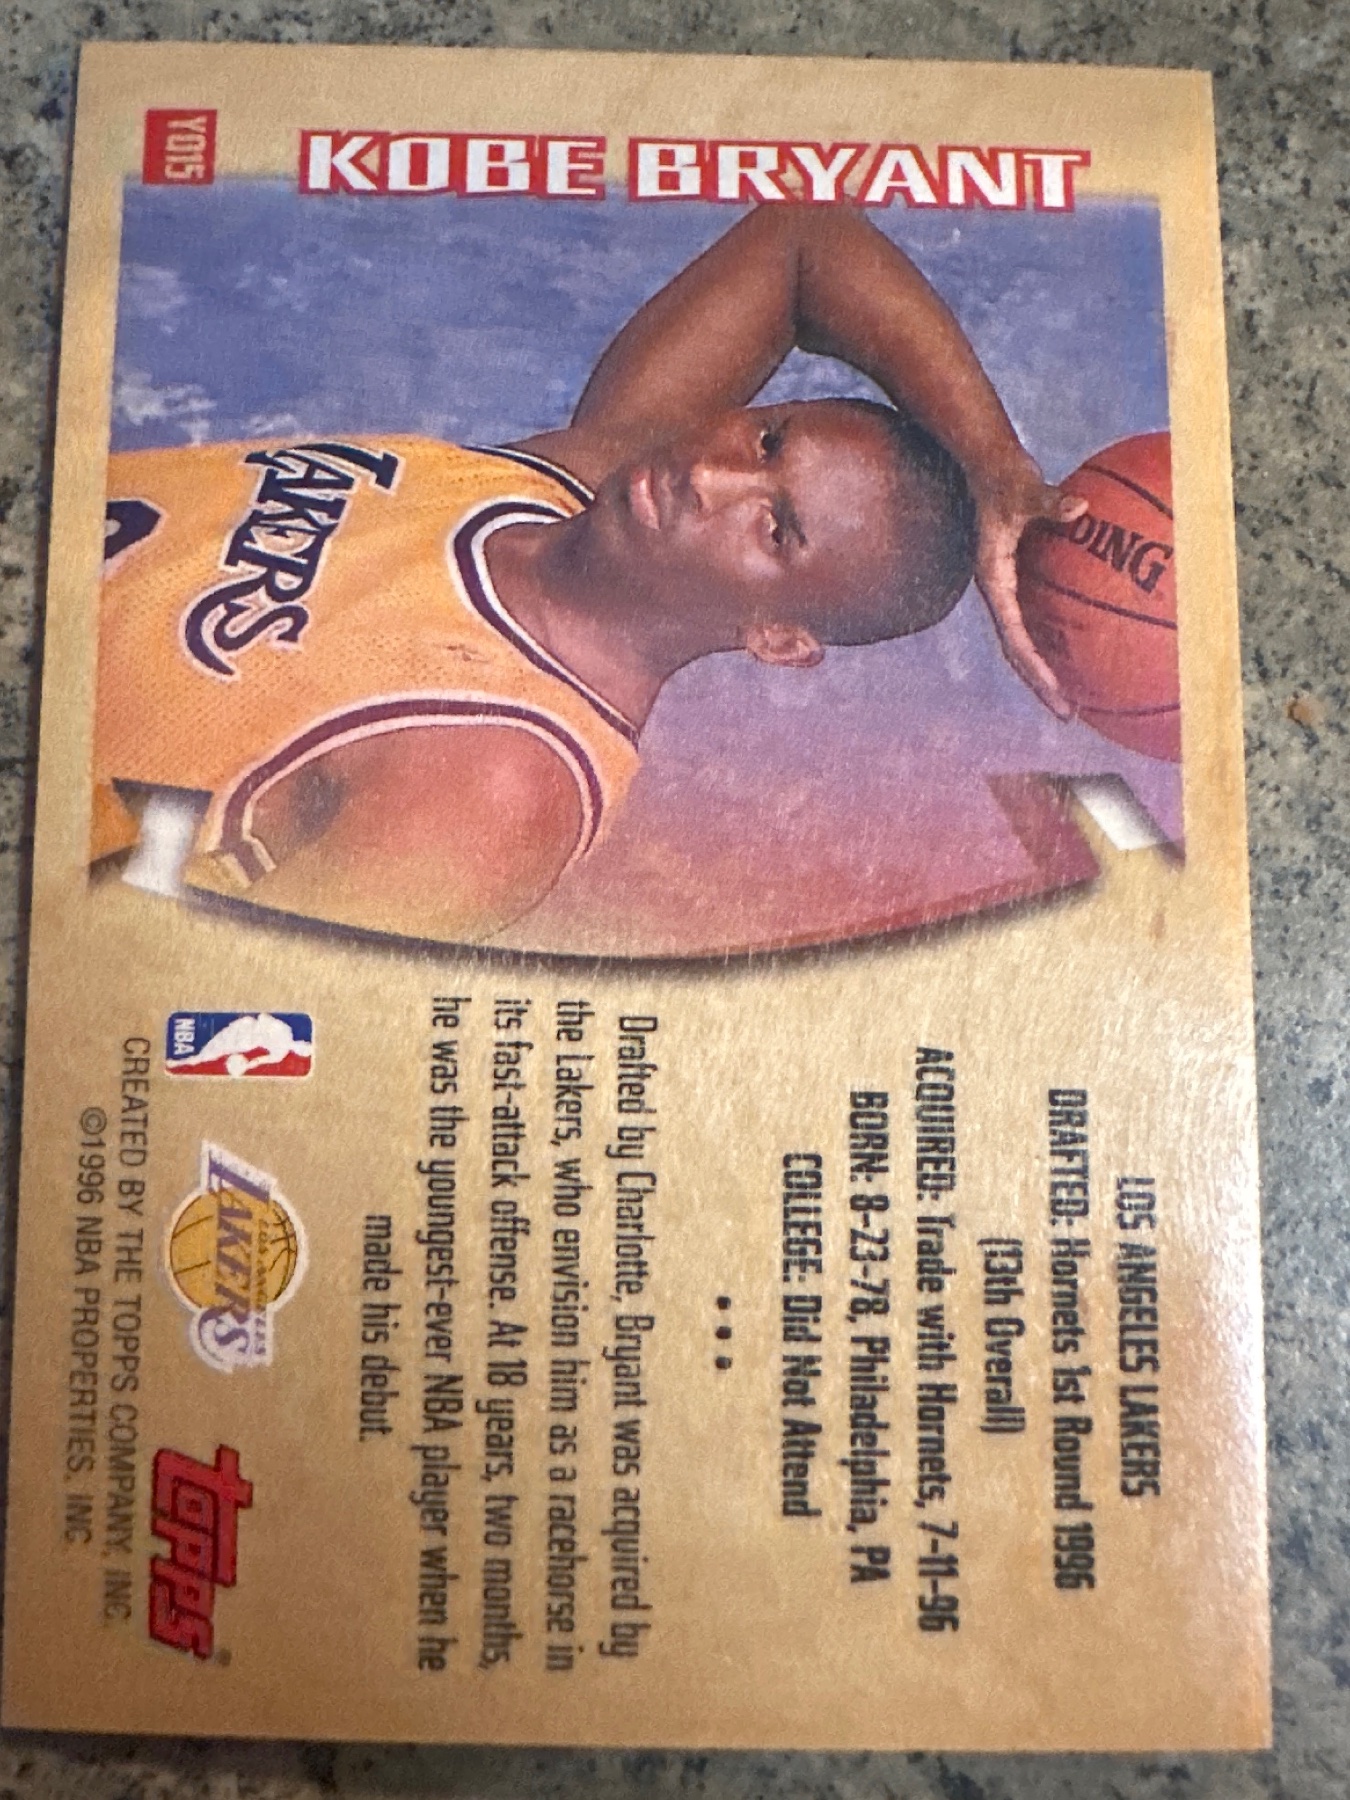 YQ15
KOBE BRYANT
LAKERS
DING
LOS ANGELES LAKERS
DRAFTED: Hornets 1st Round 1996
(13th Overall)
ACQUIRED: Trade with Hornets, 7-11-96
BORN: 8-23-78, Philadelphia, PA
COLLEGE: Did Not Attend
• • •
Drafted by Charlotte, Bryant was acquired by
the Lakers, who envision him as a racehorse in
its fast-attack offense. At 18 years, two months,
he was the youngest-ever NBA player when he
made his debut.
NBA
LOS ANGELES
LAKERS
Topps®
CREATED BY THE TOPPS COMPANY, INC.
©1996 NBA PROPERTIES, INC.